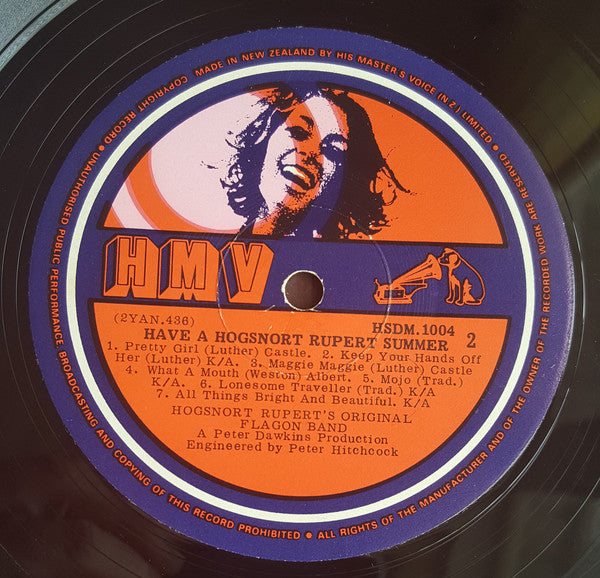 COPYRIGHT RECORD ● MADE IN NEW ZEALAND BY HIS MASTER'S VOICE (N Z) LIMITED. ● ALL RIGHTS OF THE MANUFACTURER AND OF THE OWNER OF THE RECORDED WORK ARE RESERVED ● UNAUTHORISED PUBLIC PERFORMANCE, BROADCASTING AND COPYING OF THIS RECORD PROHIBITED ●
HMV
(2YAN.436) HSDM.1004
HAVE A HOGSNORT RUPERT SUMMER 2
1. Pretty Girl (Luther) Castle. 2. Keep Your Hands Off
Her (Luther) K/A. 3. Maggie Maggie (Luther) Castle
4. What A Mouth (Weston) Albert. 5. Mojo (Trad.)
K/A. 6. Lonesome Traveller (Trad.) K/A
7. All Things Bright And Beautiful. K/A
HOGSNORT RUPERT'S ORIGINAL
FLAGON BAND
A Peter Dawkins Production
Engineered by Peter Hitchcock